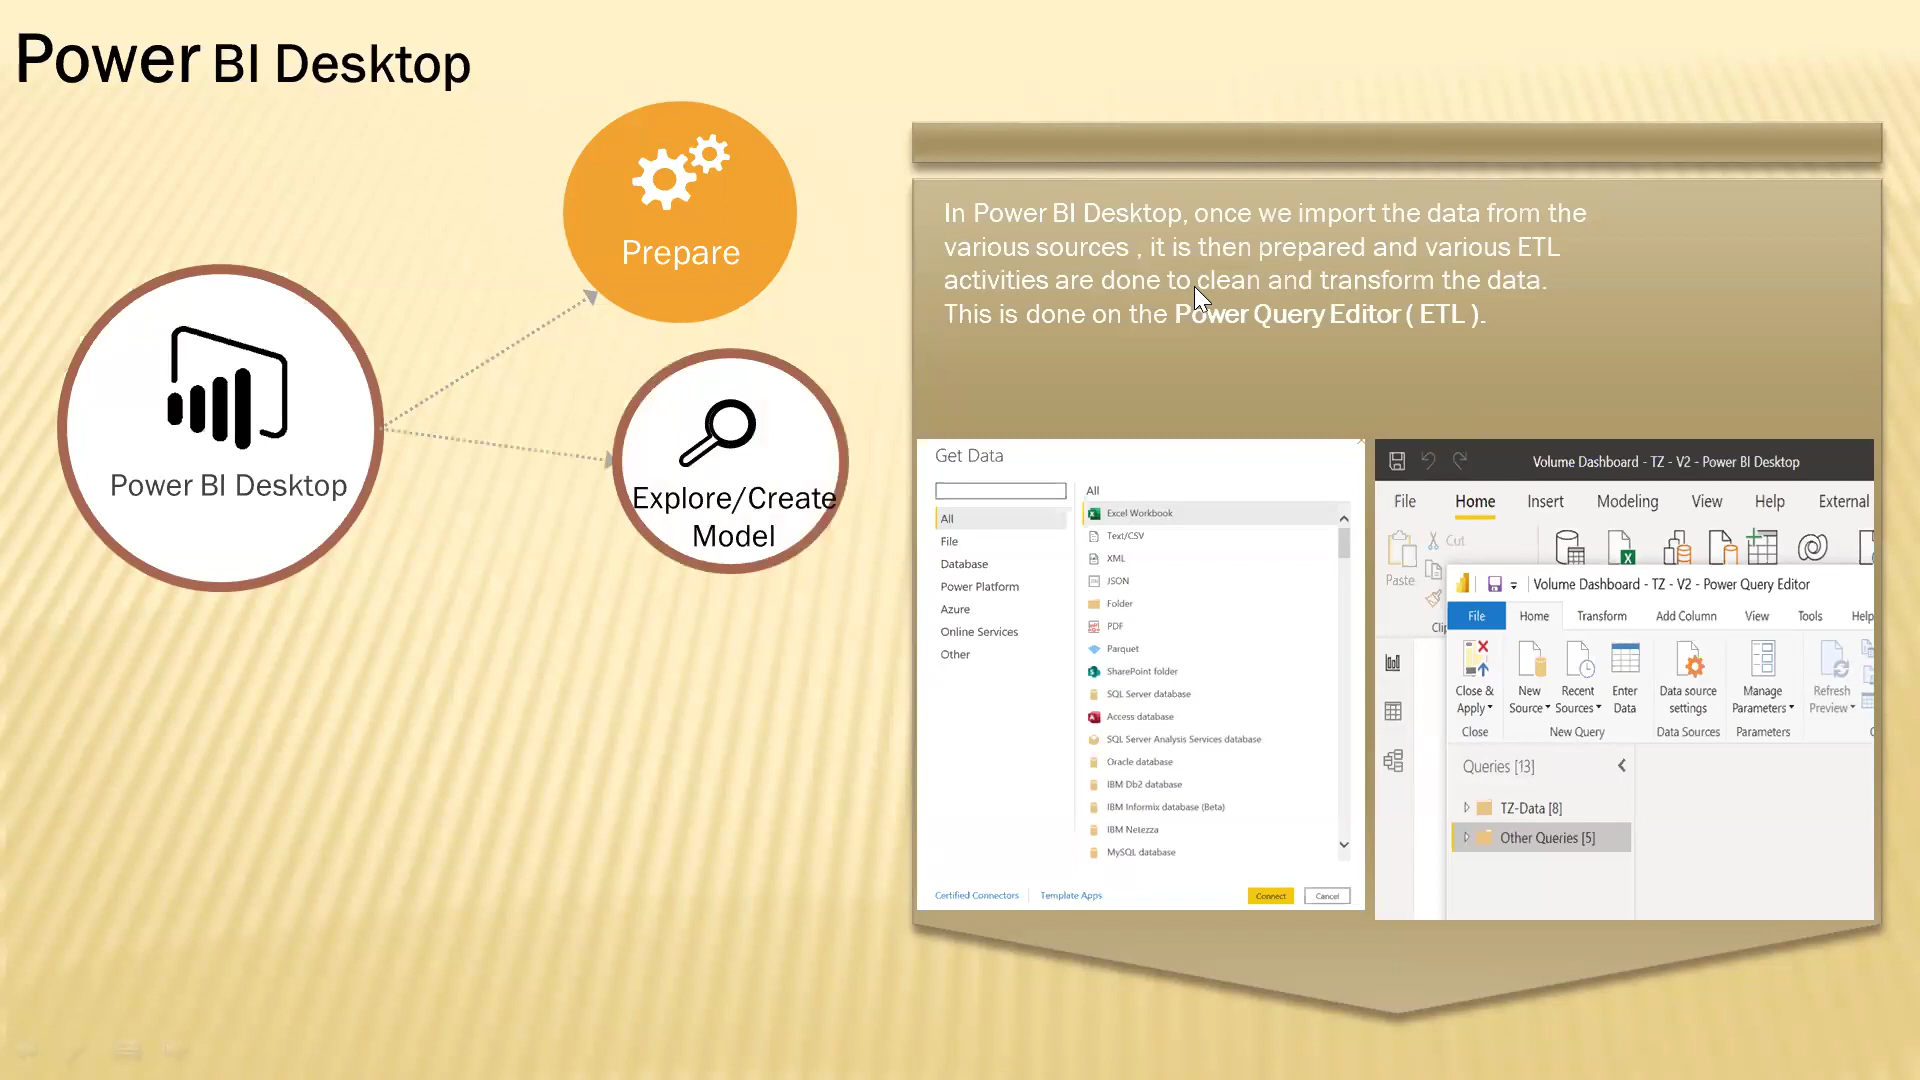 Power BI Desktop
Prepare
Power BI Desktop
Explore/Create
Model
In Power BI Desktop, once we import the data from the
various sources , it is then prepared and various ETL
activities are done to clean and transform the data.
This is done on the Power Query Editor ( ETL ).
Get Data
All
File
Database
Power Platform
Azure
Online Services
Other
All
Excel Workbook
Text/CSV
XML
JSON
Folder
PDF
Parquet
SharePoint folder
SQL Server database
Access database
SQL Server Analysis Services database
Oracle database
IBM Db2 database
IBM Informix database (Beta)
IBM Netezza
MySQL database
Certified Connectors
Template Apps
Connect
Cancel
Volume Dashboard - TZ - V2 - Power BI Desktop
File Home Insert Modeling View Help External
Cut
Paste
Clip
Volume Dashboard - TZ - V2 - Power Query Editor
File Home Transform Add Column View Tools Help
Close & New Recent Enter Data source Manage Refresh
Apply Source Sources Data settings Parameters Preview
Close New Query Data Sources Parameters
Queries [13]
TZ-Data [8]
Other Queries [5]